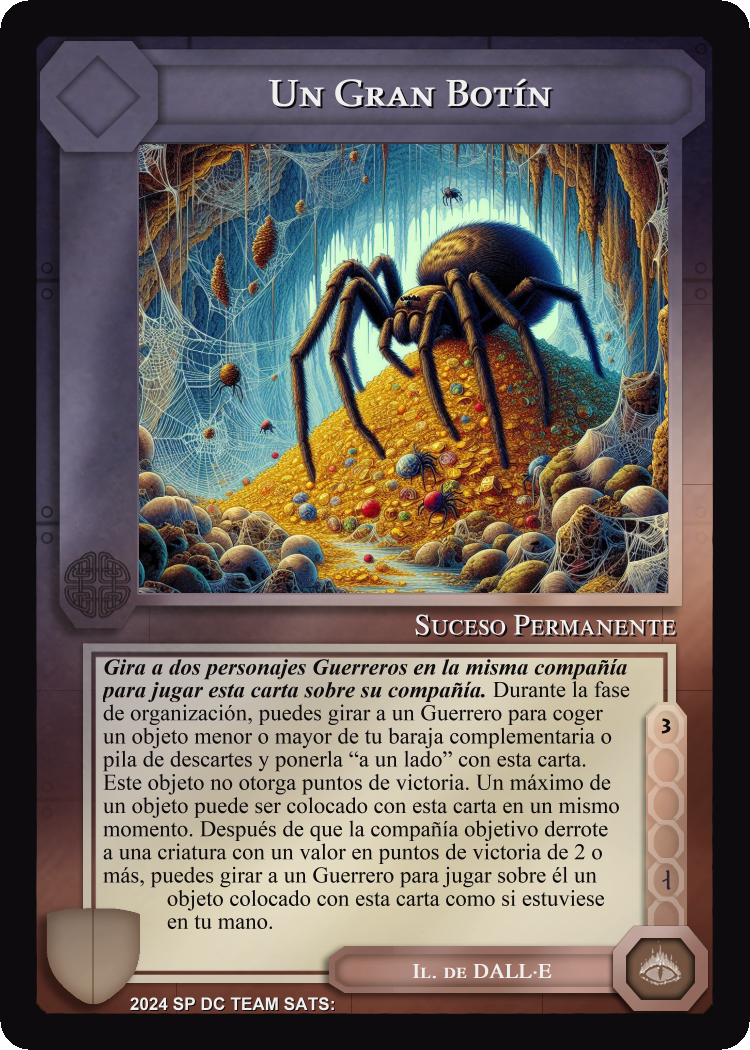 Un Gran Botín
Suceso Permanente
Gira a dos personajes Guerreros en la misma compañía
para jugar esta carta sobre su compañía. Durante la fase
de organización, puedes girar a un Guerrero para coger
un objeto menor o mayor de tu baraja complementaria o
pila de descartes y ponerla “a un lado” con esta carta.
Este objeto no otorga puntos de victoria. Un máximo de
un objeto puede ser colocado con esta carta en un mismo
momento. Después de que la compañía objetivo derrote
a una criatura con un valor en puntos de victoria de 2 o
más, puedes girar a un Guerrero para jugar sobre él un
objeto colocado con esta carta como si estuviese
en tu mano.
3
Il. de DALL·E
2024 SP DC TEAM SATS: